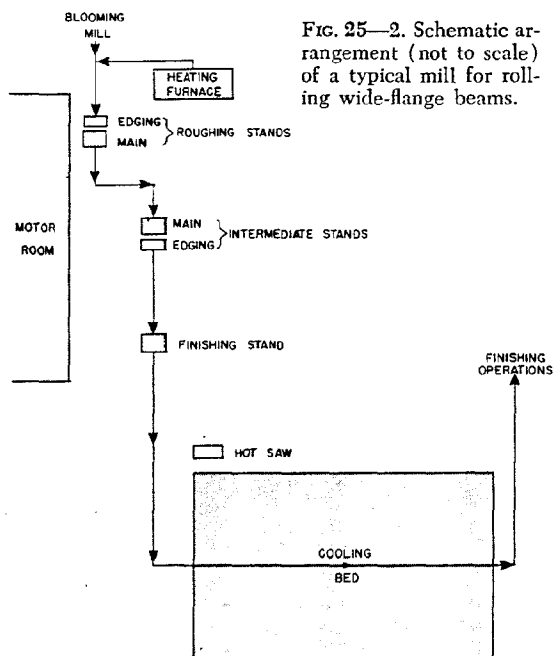 BLOOMING
MILL
HEATING
FURNACE
FIG. 25—2. Schematic ar-
rangement (not to scale)
of a typical mill for roll-
ing wide-flange beams.
EDGING
MAIN
ROUGHING STANDS
MOTOR
ROOM
MAIN
EDGING
INTERMEDIATE STANDS
FINISHING STAND
FINISHING
OPERATIONS
HOT SAW
COOLING
BED